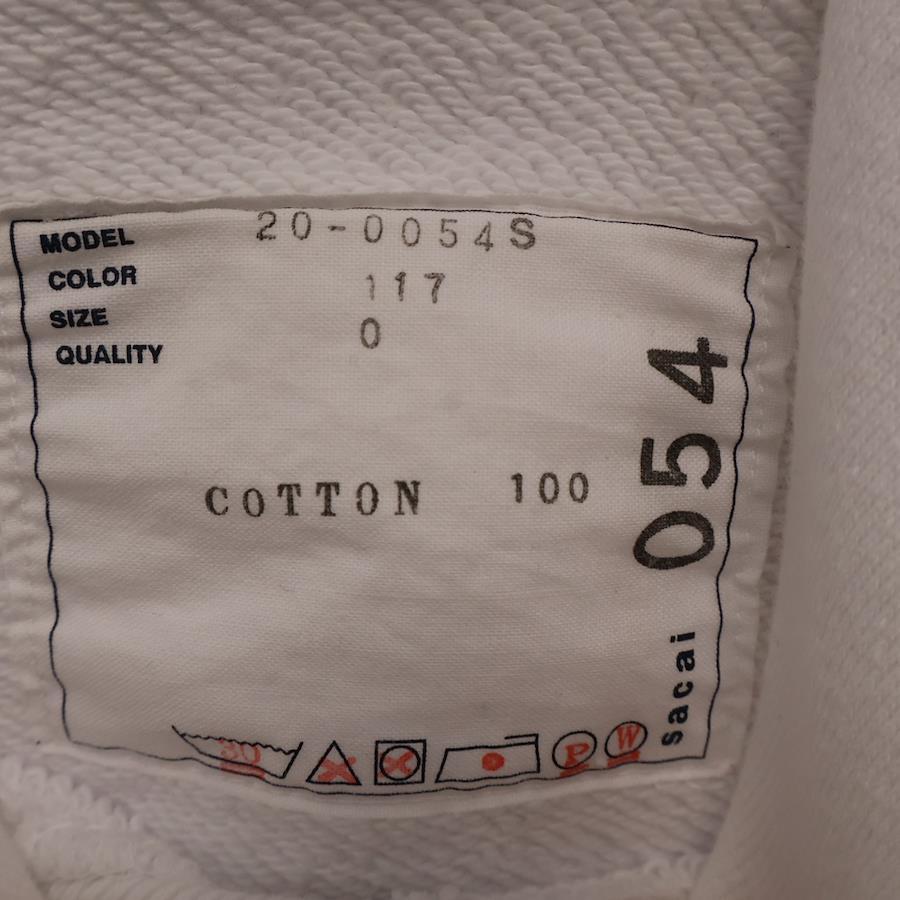 MODEL 20-0054S
COLOR 117
SIZE 0
QUALITY
COTTON 100
054
sacai
30
P
W